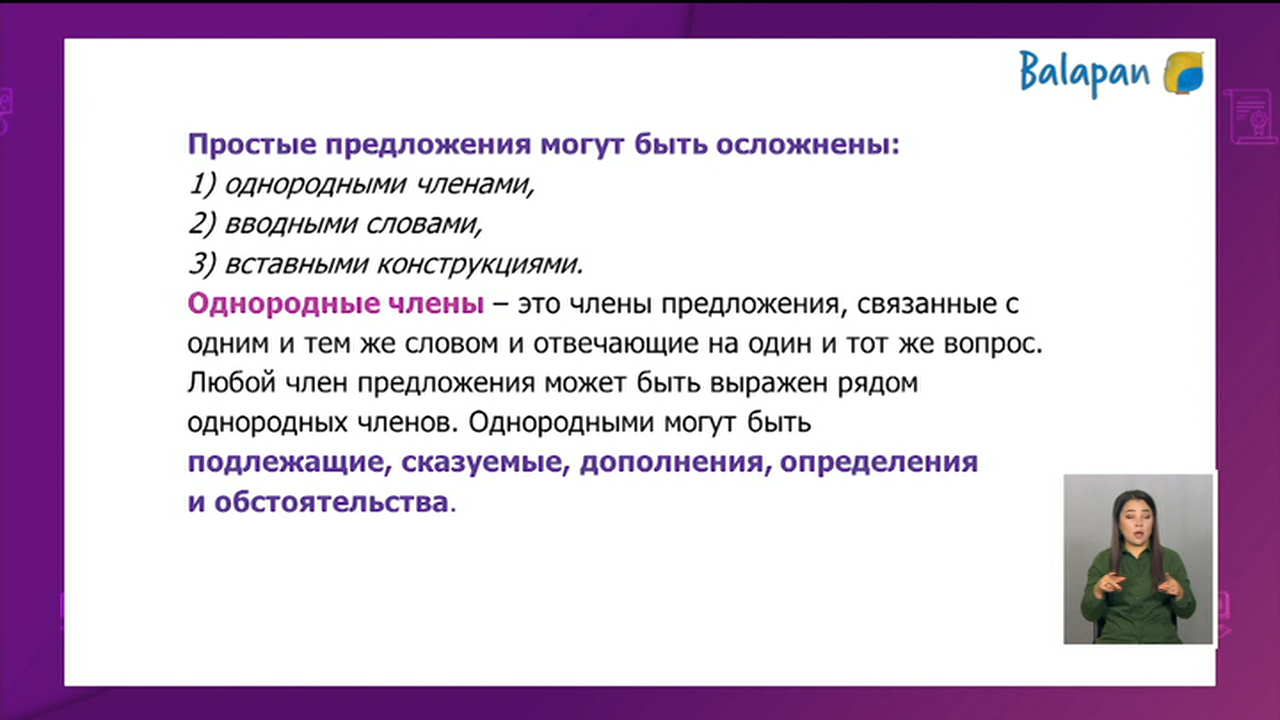 Balapan
Простые предложения могут быть осложнены:
1) однородными членами,
2) вводными словами,
3) вставными конструкциями.
Однородные члены – это члены предложения, связанные с
одним и тем же словом и отвечающие на один и тот же вопрос.
Любой член предложения может быть выражен рядом
однородных членов. Однородными могут быть
подлежащие, сказуемые, дополнения, определения
и обстоятельства.